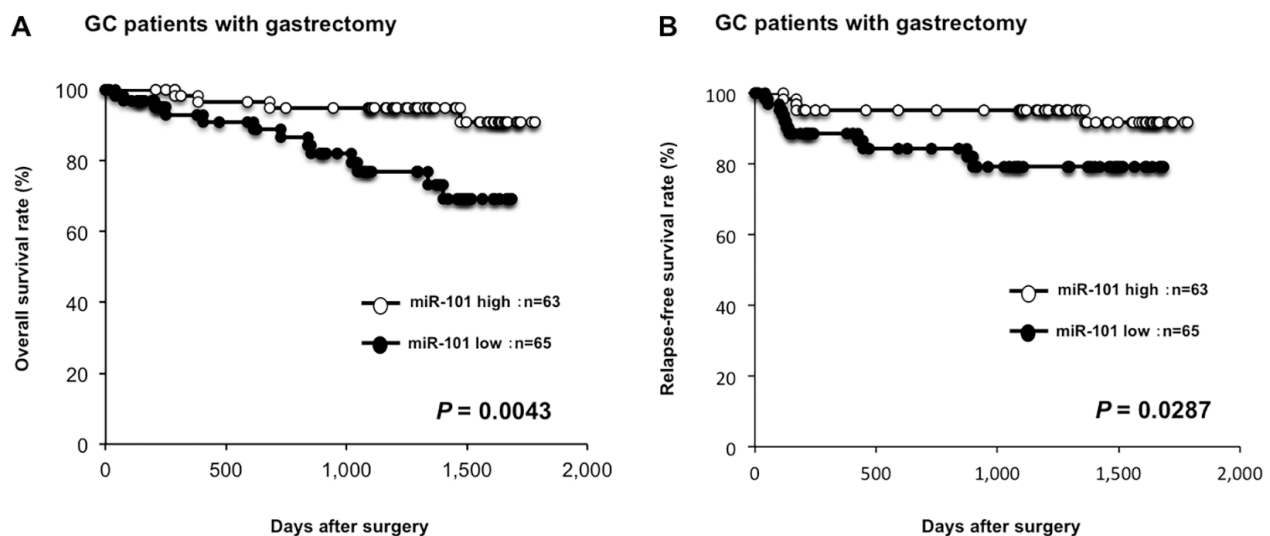 A
GC patients with gastrectomy
Overall survival rate (%)
100
80
60
40
20
0
miR-101 high : n=63
miR-101 low : n=65
P = 0.0043
0
500
1,000
1,500
2,000
Days after surgery
B
GC patients with gastrectomy
Relapse-free survival rate (%)
100
80
60
40
20
0
miR-101 high : n=63
miR-101 low : n=65
P = 0.0287
0
500
1,000
1,500
2,000
Days after surgery